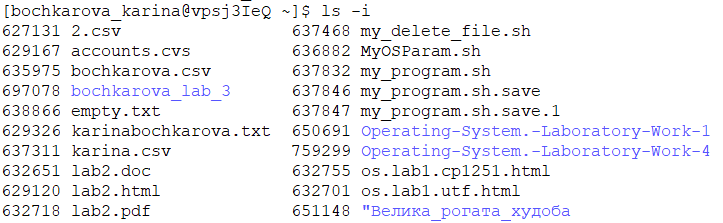 [bochkarova_karina@vpsj3IeQ ~]$ ls -i
627131 2.csv 637468 my_delete_file.sh
629167 accounts.cvs 636882 MyOSParam.sh
635975 bochkarova.csv 637832 my_program.sh
697078 bochkarova_lab_3 637846 my_program.sh.save
638866 empty.txt 637847 my_program.sh.save.1
629326 karinabochkarova.txt 650691 Operating-System.-Laboratory-Work-1
637311 karina.csv 759299 Operating-System.-Laboratory-Work-4
632651 lab2.doc 632755 os.lab1.cp1251.html
629120 lab2.html 632701 os.lab1.utf.html
632718 lab2.pdf 651148 "Велика_рогата_худоба